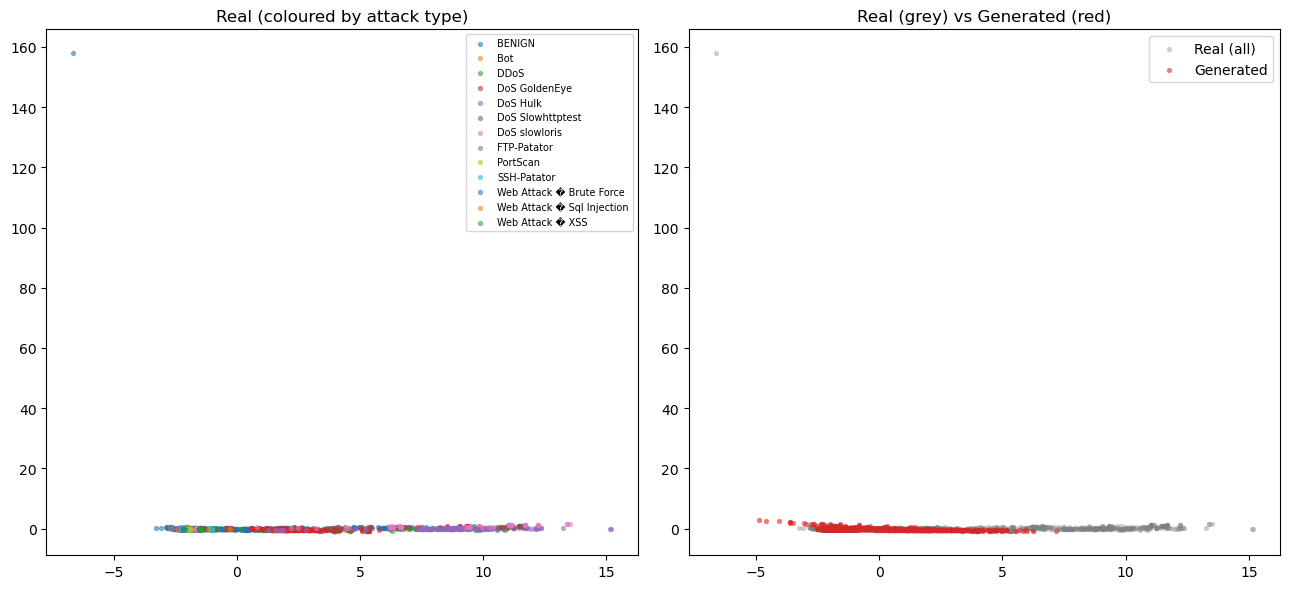 Real (coloured by attack type)
160
140
120
100
80
60
40
20
0
−5
0
5
10
15
BENIGN
Bot
DDoS
DoS GoldenEye
DoS Hulk
DoS Slowhttptest
DoS slowloris
FTP-Patator
PortScan
SSH-Patator
Web Attack � Brute Force
Web Attack � Sql Injection
Web Attack � XSS
Real (grey) vs Generated (red)
160
140
120
100
80
60
40
20
0
−5
0
5
10
15
Real (all)
Generated